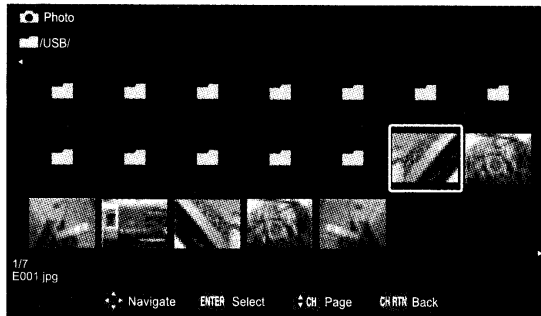 Photo
/USB/
1/7
E001 jpg
Navigate ENTER Select CH Page CH RTN Back